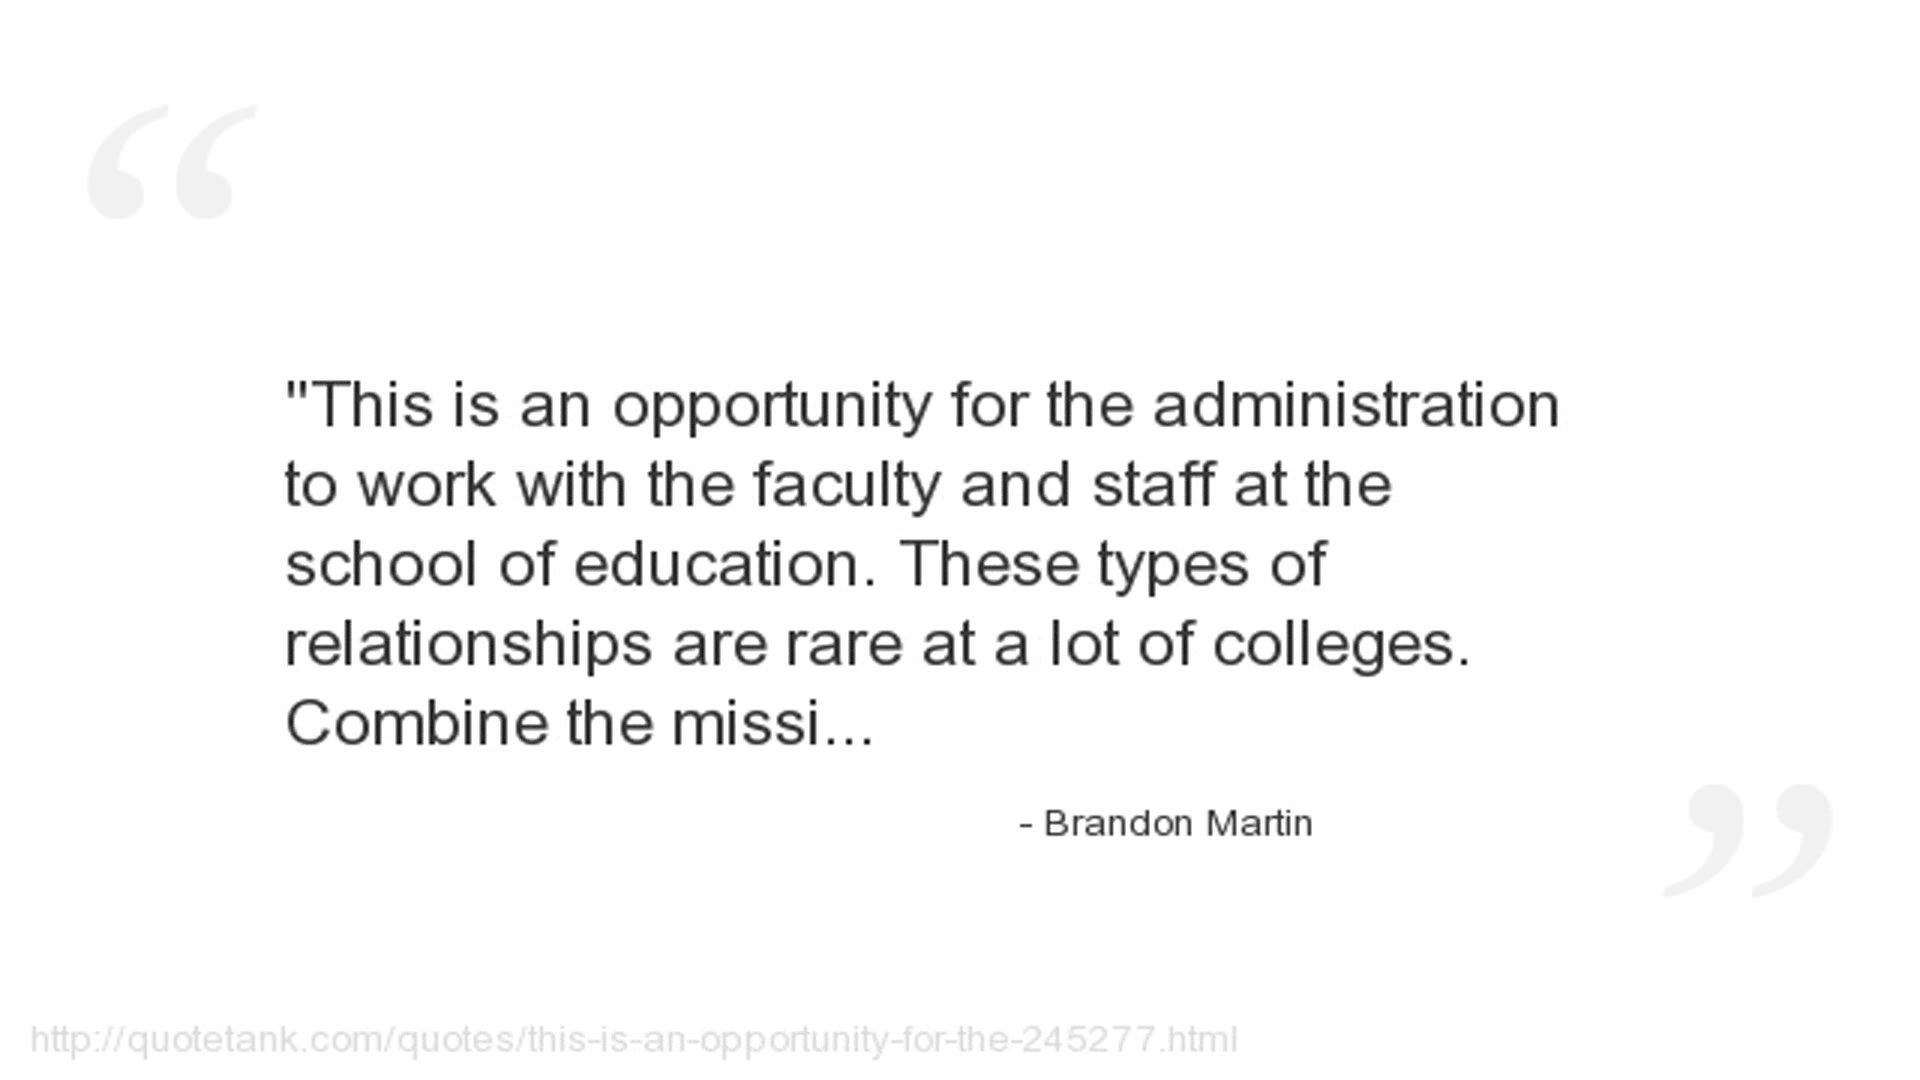 "This is an opportunity for the administration
to work with the faculty and staff at the
school of education. These types of
relationships are rare at a lot of colleges.
Combine the missi...
- Brandon Martin
http://quotetank.com/quotes/this-is-an-opportunity-for-the-245277.html